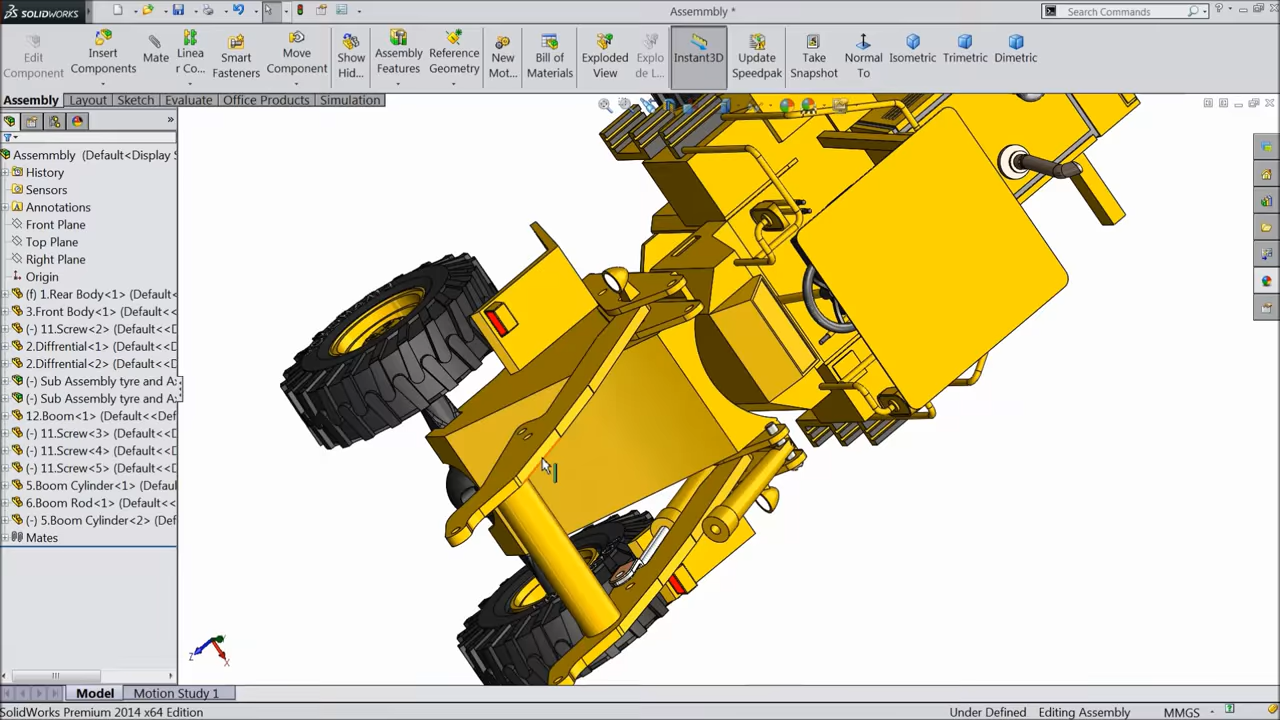 SOLIDWORKS
Assemmbly *
Search Commands
Edit
Component
Insert
Components
Mate
Linea
r Co...
Smart
Fasteners
Move
Component
Show
Hid...
Assembly
Features
Reference
Geometry
New
Mot...
Bill of
Materials
Exploded
View
Explo
de L...
Instant3D
Update
Speedpak
Take
Snapshot
Normal
To
Isometric
Trimetric
Dimetric
Assembly
Layout
Sketch
Evaluate
Office Products
Simulation
»
Assemmbly (Default<Display S
History
Sensors
Annotations
Front Plane
Top Plane
Right Plane
Origin
(f) 1.Rear Body<1> (Default<
3.Front Body<1> (Default<<D
(-) 11.Screw<2> (Default<<D
2.Diffrential<1> (Default<<D
2.Diffrential<2> (Default<<D
(-) Sub Assembly tyre and A
(-) Sub Assembly tyre and A
12.Boom<1> (Default<<Def
(-) 11.Screw<3> (Default<<D
(-) 11.Screw<4> (Default<<D
(-) 11.Screw<5> (Default<<D
5.Boom Cylinder<1> (Default
6.Boom Rod<1> (Default<<D
(-) 5.Boom Cylinder<2> (Def
Mates
Y
Z
X
Model
Motion Study 1
SolidWorks Premium 2014 x64 Edition
Under Defined
Editing Assembly
MMGS